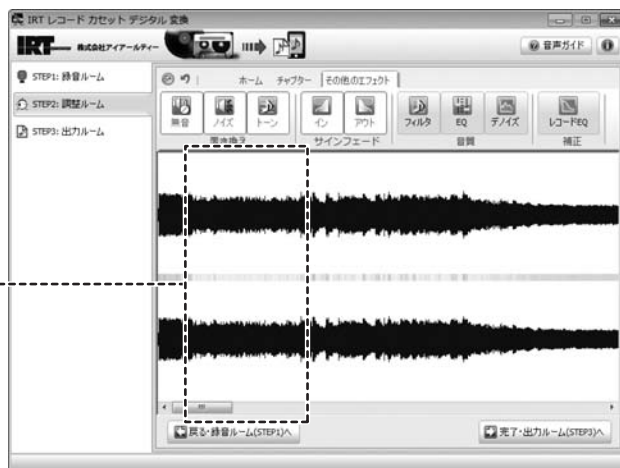 IRT レコード カセット デジタル 変換
IRT 株式会社アイアールティー
音声ガイド
STEP1: 録音ルーム
STEP2: 調整ルーム
STEP3: 出力ルーム
ホーム チャプター その他のエフェクト
無音 ノイズ トーン イン アウト フィルタ EQ デノイズ レコードEQ
置き換え サインフェード 音質 補正
戻る・録音ルーム(STEP1)へ
完了・出力ルーム(STEP3)へ